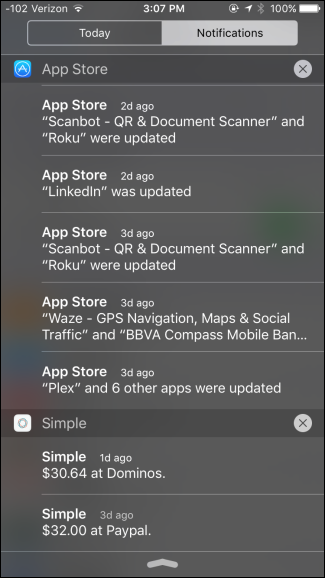 -102 Verizon 3:07 PM 100%
Today Notifications
App Store
App Store 2d ago
“Scanbot - QR & Document Scanner” and
“Roku” were updated
App Store 2d ago
“LinkedIn” was updated
App Store 3d ago
“Scanbot - QR & Document Scanner” and
“Roku” were updated
App Store 3d ago
“Waze - GPS Navigation, Maps & Social
Traffic” and “BBVA Compass Mobile Ban...
App Store 3d ago
“Plex” and 6 other apps were updated
Simple
Simple 1d ago
$30.64 at Dominos.
Simple 3d ago
$32.00 at Paypal.